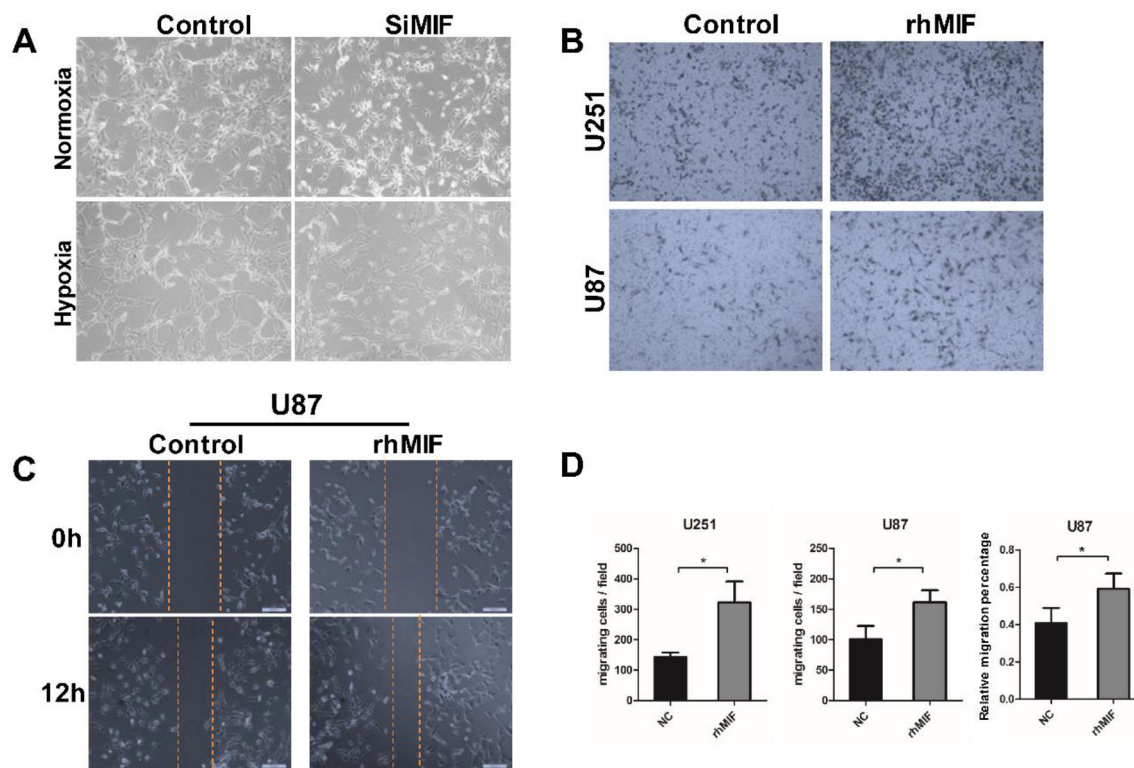 A
Control
SiMIF
Normoxia
Hypoxia
B
Control
rhMIF
U251
U87
C
U87
Control
rhMIF
0h
12h
D
U251
migrating cells / field
500
400
300
200
100
0
*
NC
rhMIF
U87
migrating cells / field
250
200
150
100
50
0
*
NC
rhMIF
U87
Relative migration percentage
0.8
0.6
0.4
0.2
0.0
*
NC
rhMIF